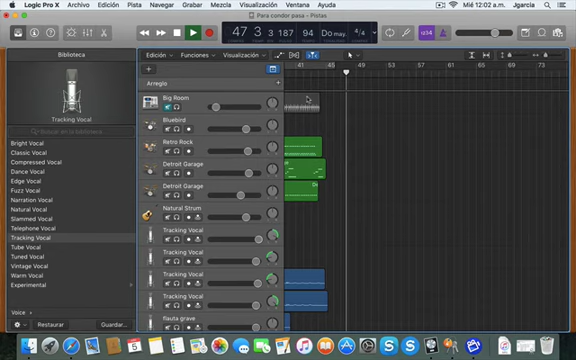 Logic Pro X Archivo Edición Pista Navegar Grabar Mezcla Visualización Ventana Ayuda Mié 12:02 a.m. Jgarcia
Para condor pasa - Pistas
47 3 3 187 94 Do may. 4/4
1234
Biblioteca
Edición Funciones Visualización
41 45 49 53 57 61 65 69 73
Arreglo
Tracking Vocal
Buscar en la biblioteca
Bright Vocal
Classic Vocal
Compressed Vocal
Dance Vocal
Edge Vocal
Fuzz Vocal
Narration Vocal
Natural Vocal
Slammed Vocal
Telephone Vocal
Tracking Vocal
Tube Vocal
Tuned Vocal
Vintage Vocal
Warm Vocal
Experimental
Voice
Restaurar
Guardar...
Big Room
Bluebird
Retro Rock
Detroit Garage
Detroit Garage
Natural Strum
Tracking Vocal
Tracking Vocal
Tracking Vocal
Tracking Vocal
flauta grave